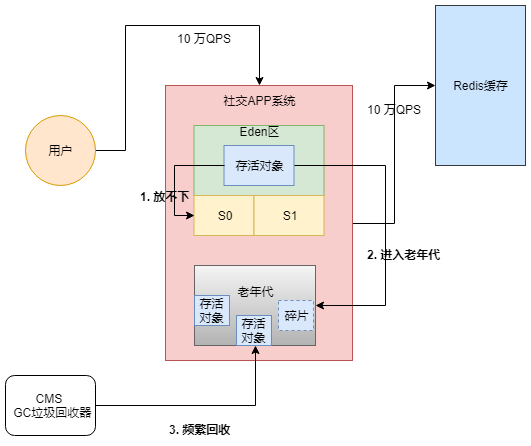 10 万QPS
社交APP系统
Redis缓存
Eden区
10 万QPS
用户
存活对象
1. 放不下
S0
S1
2. 进入老年代
老年代
存活
对象
碎片
存活
对象
CMS
GC垃圾回收器
3. 频繁回收